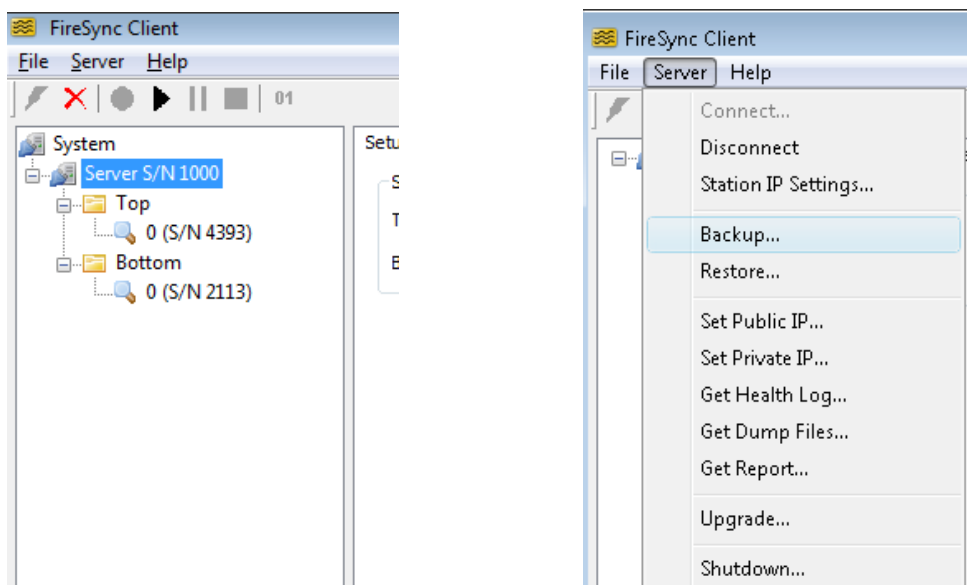 FireSync Client
File Server Help
01
System
Server S/N 1000
Top
0 (S/N 4393)
Bottom
0 (S/N 2113)
Setu
S
T
B
FireSync Client
File Server Help
Connect...
Disconnect
Station IP Settings...
Backup...
Restore...
Set Public IP...
Set Private IP...
Get Health Log...
Get Dump Files...
Get Report...
Upgrade...
Shutdown...